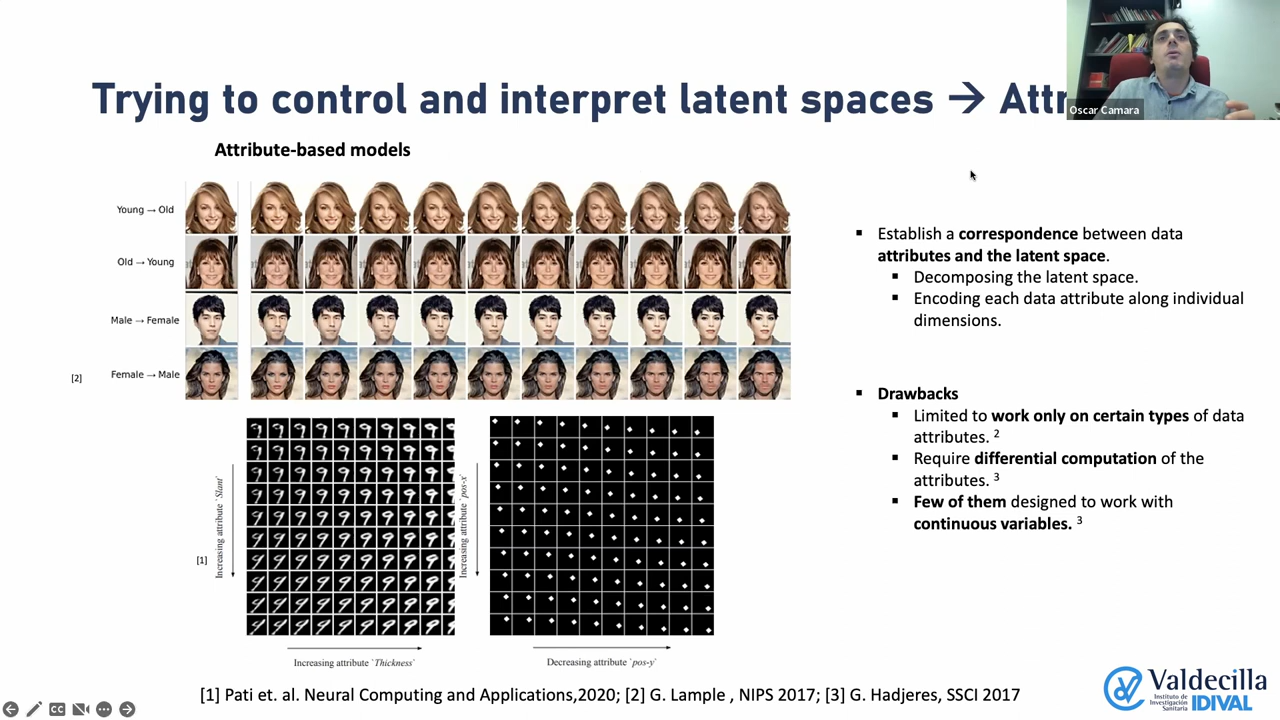 Trying to control and interpret latent spaces → Attr
Oscar Camara
Attribute-based models
Young → Old
Old → Young
Male → Female
Female → Male
[2]
Increasing attribute `Slant'
Increasing attribute `pos-x'
[1]
Increasing attribute `Thickness'
Decreasing attribute `pos-y'
▪ Establish a correspondence between data
attributes and the latent space.
▪ Decomposing the latent space.
▪ Encoding each data attribute along individual
dimensions.
▪ Drawbacks
▪ Limited to work only on certain types of data
attributes. ²
▪ Require differential computation of the
attributes. ³
▪ Few of them designed to work with
continuous variables. ³
[1] Pati et. al. Neural Computing and Applications,2020; [2] G. Lample , NIPS 2017; [3] G. Hadjeres, SSCI 2017
Valdecilla
Instituto de
Investigación
Sanitaria
IDIVAL
CC